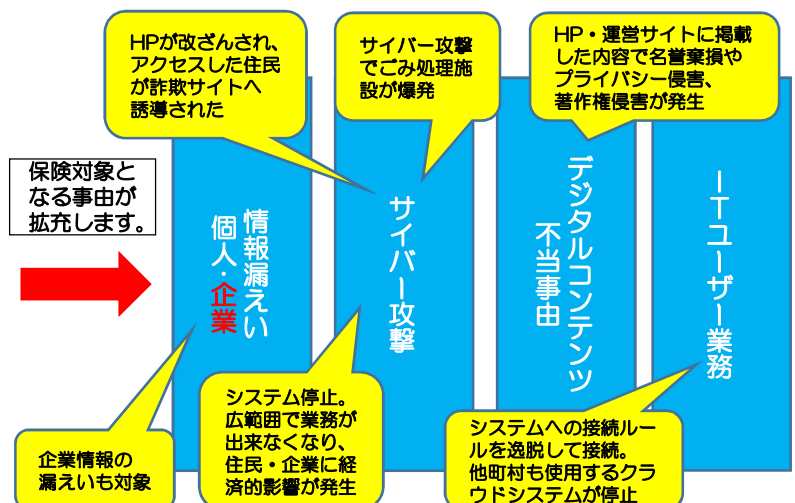 HPが改ざんされ、
アクセスした住民
が詐欺サイトへ
誘導された
サイバー攻撃
でごみ処理施
設が爆発
HP・運営サイトに掲載
した内容で名誉棄損や
プライバシー侵害、
著作権侵害が発生
保険対象と
なる事由が
拡充します。
情報漏えい
個人・企業
サイバー攻撃
デジタルコンテンツ
不当事由
ITユーザー業務
企業情報の
漏えいも対象
システム停止。
広範囲で業務が
出来なくなり、
住民・企業に経
済的影響が発生
システムへの接続ルー
ルを逸脱して接続。
他町村も使用するクラ
ウドシステムが停止